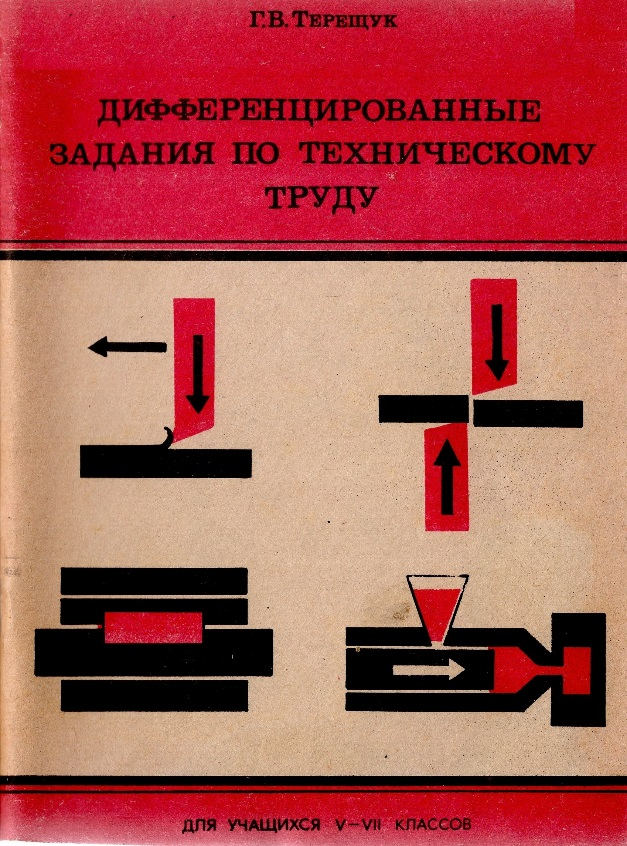 Г.В. Терещук
ДИФФЕРЕНЦИРОВАННЫЕ
ЗАДАНИЯ ПО ТЕХНИЧЕСКОМУ
ТРУДУ
ДЛЯ УЧАЩИХСЯ V—VII КЛАССОВ